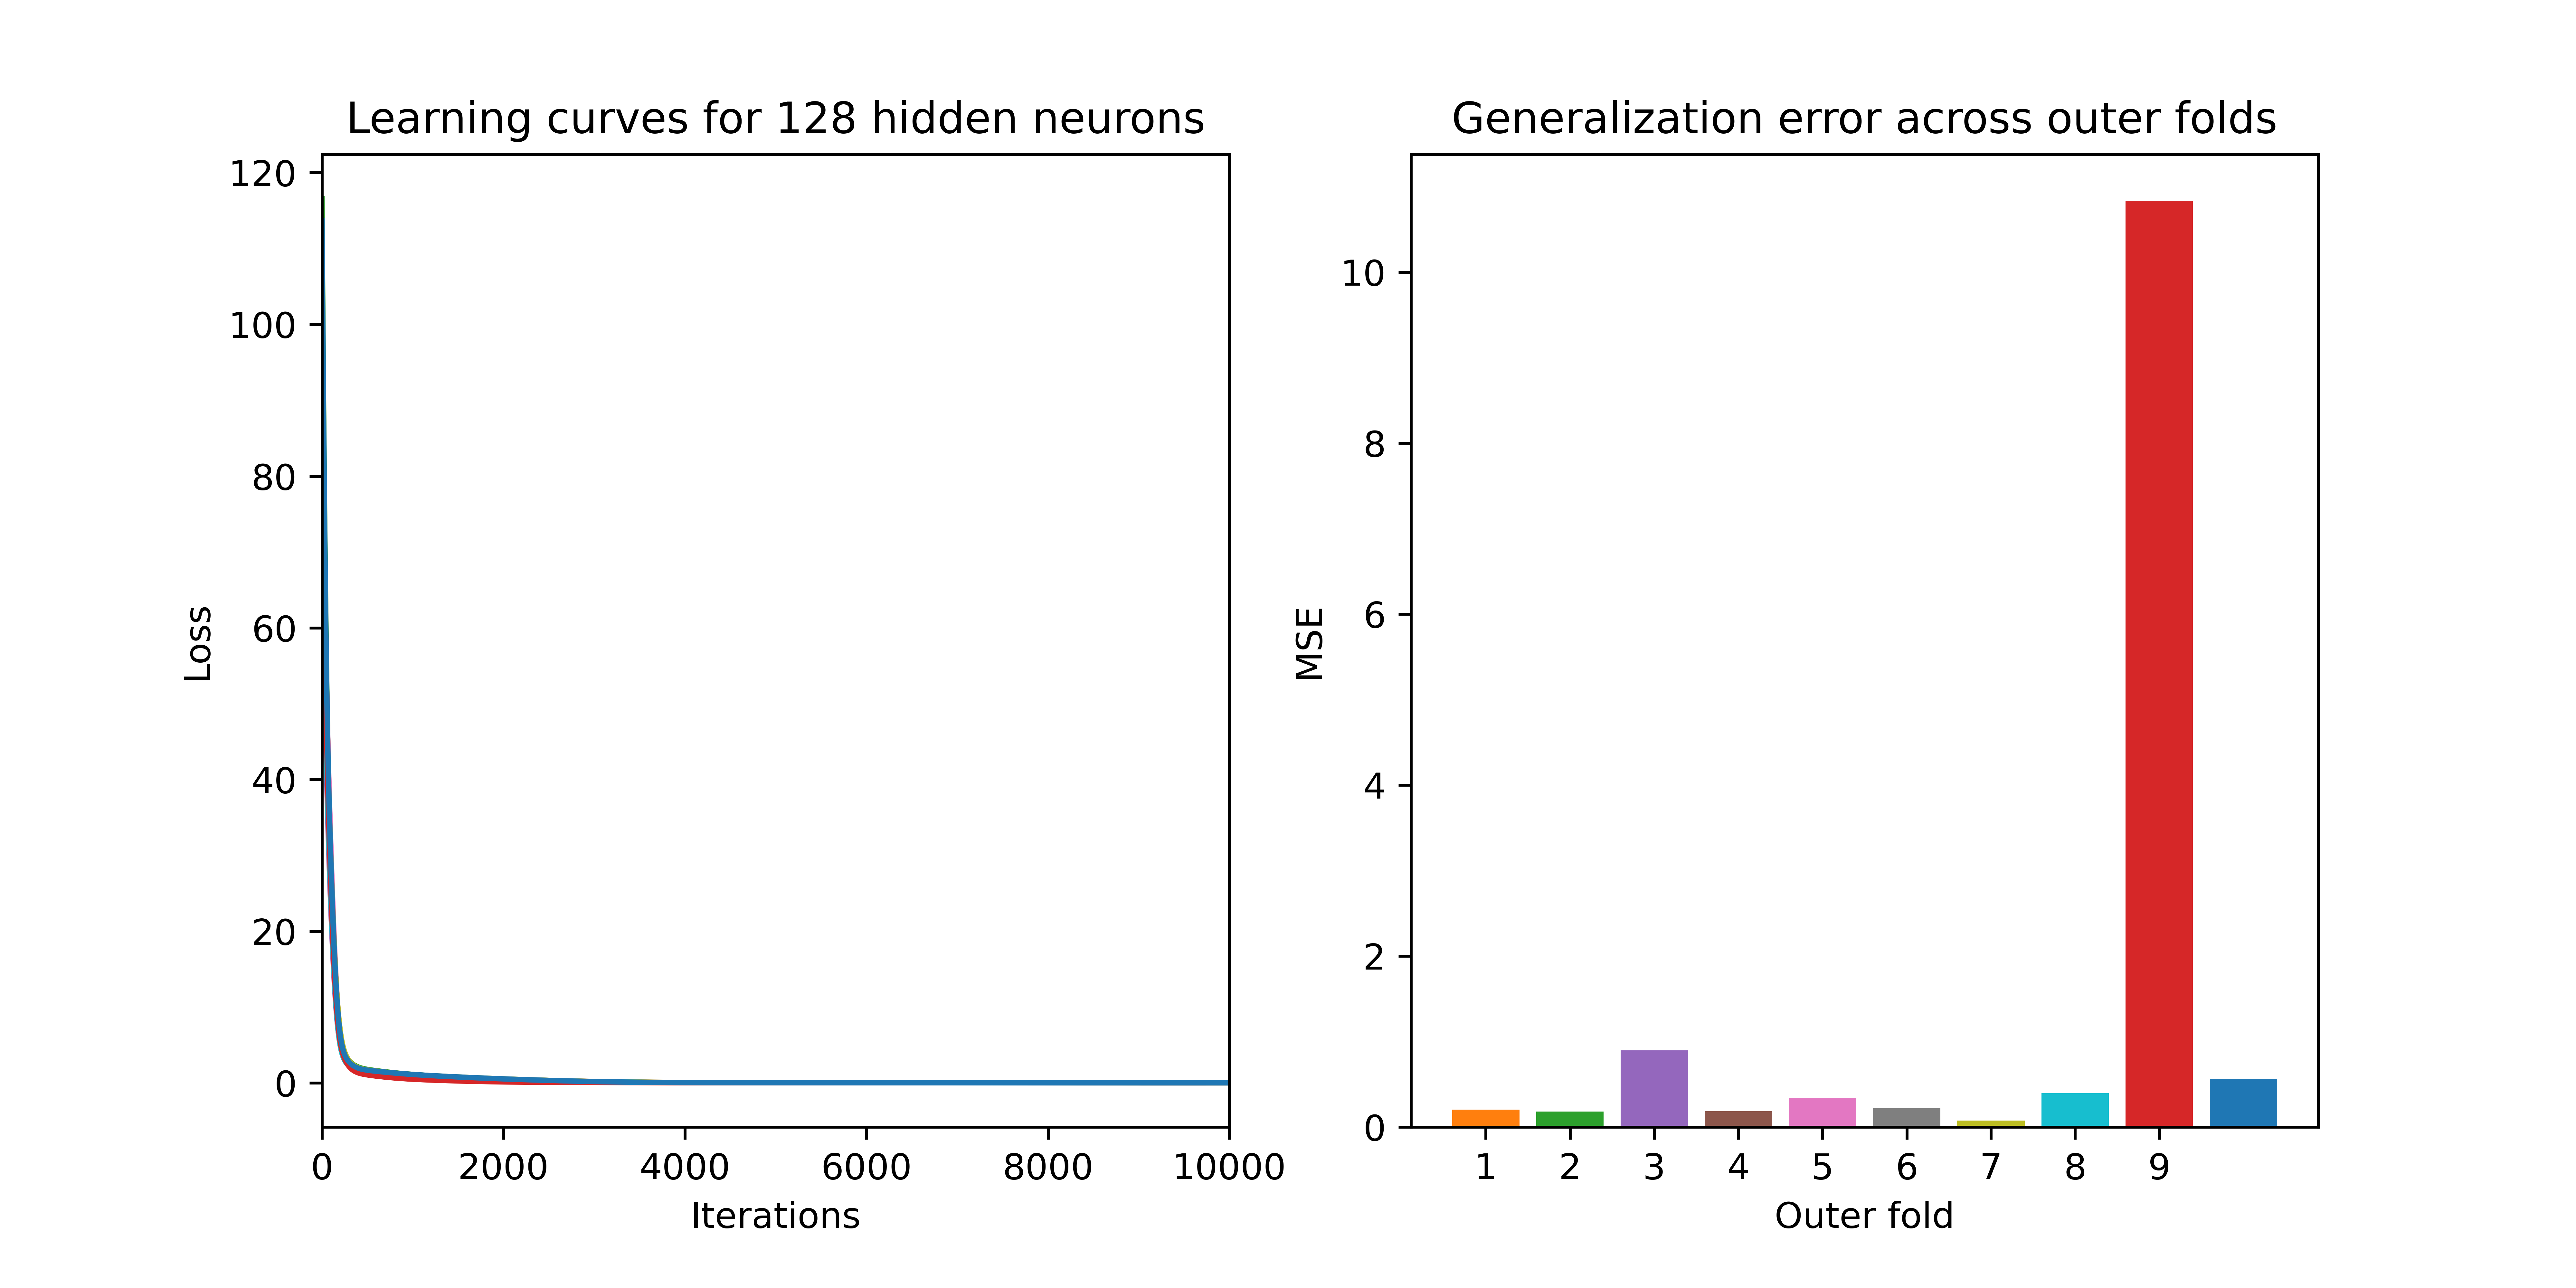 Learning curves for 128 hidden neurons
120
100
80
60
40
20
0
Loss
0 2000 4000 6000 8000 10000
Iterations
Generalization error across outer folds
10
8
6
4
2
0
MSE
1 2 3 4 5 6 7 8 9
Outer fold